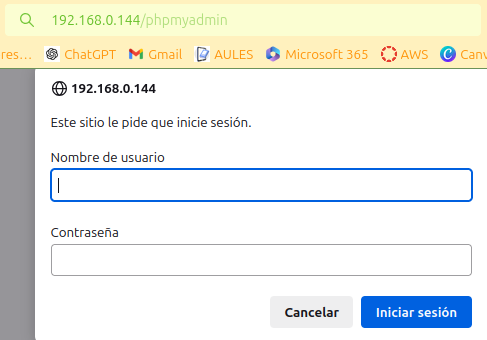 192.168.0.144/phpmyadmin
res… ChatGPT Gmail AULES Microsoft 365 AWS Canv
192.168.0.144
Este sitio le pide que inicie sesión.
Nombre de usuario
Contraseña
Cancelar Iniciar sesión